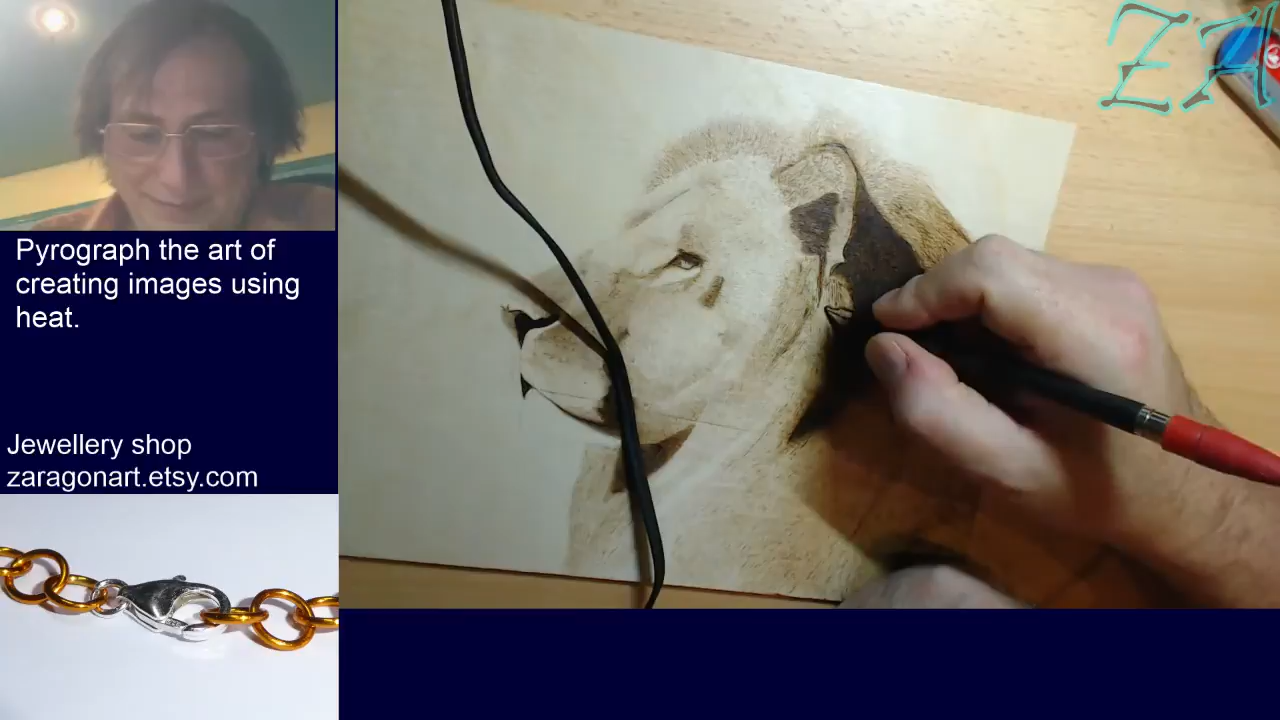 ZA
Pyrograph the art of
creating images using
heat.
Jewellery shop
zaragonart.etsy.com